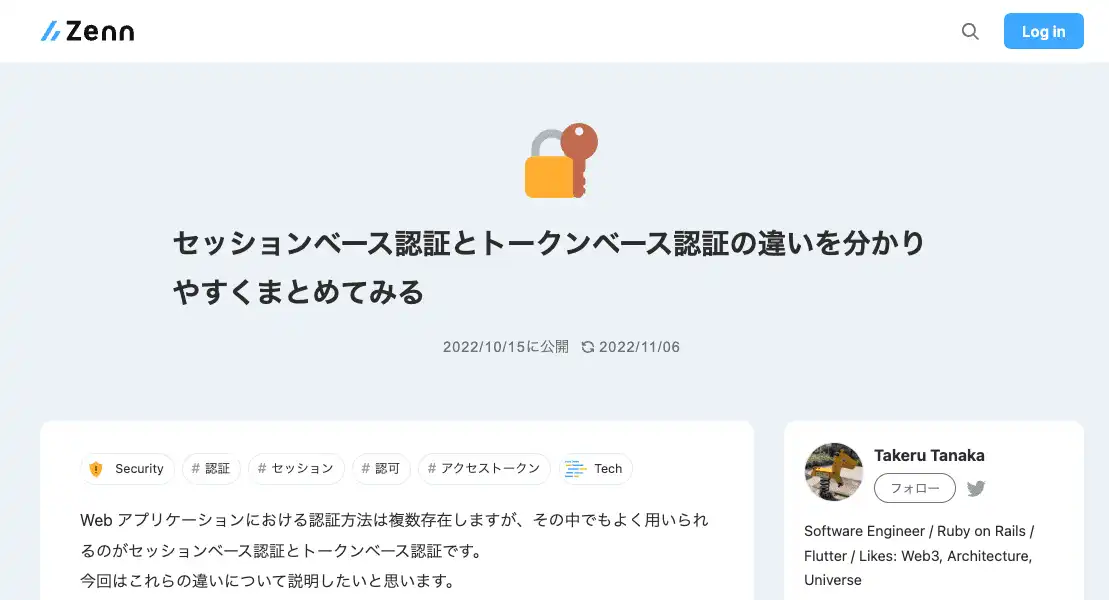 Zenn
Log in
セッションベース認証とトークンベース認証の違いを分かり
やすくまとめてみる
2022/10/15に公開 2022/11/06
Security # 認証 # セッション # 認可 # アクセストークン Tech
Web アプリケーションにおける認証方法は複数存在しますが、その中でもよく用いられ
るのがセッションベース認証とトークンベース認証です。
今回はこれらの違いについて説明したいと思います。
Takeru Tanaka
フォロー
Software Engineer / Ruby on Rails /
Flutter / Likes: Web3, Architecture,
Universe